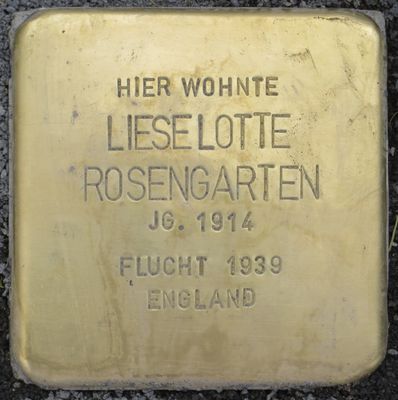 HIER WOHNTE
LIESELOTTE
ROSENGARTEN
JG. 1914
FLUCHT 1939
ENGLAND